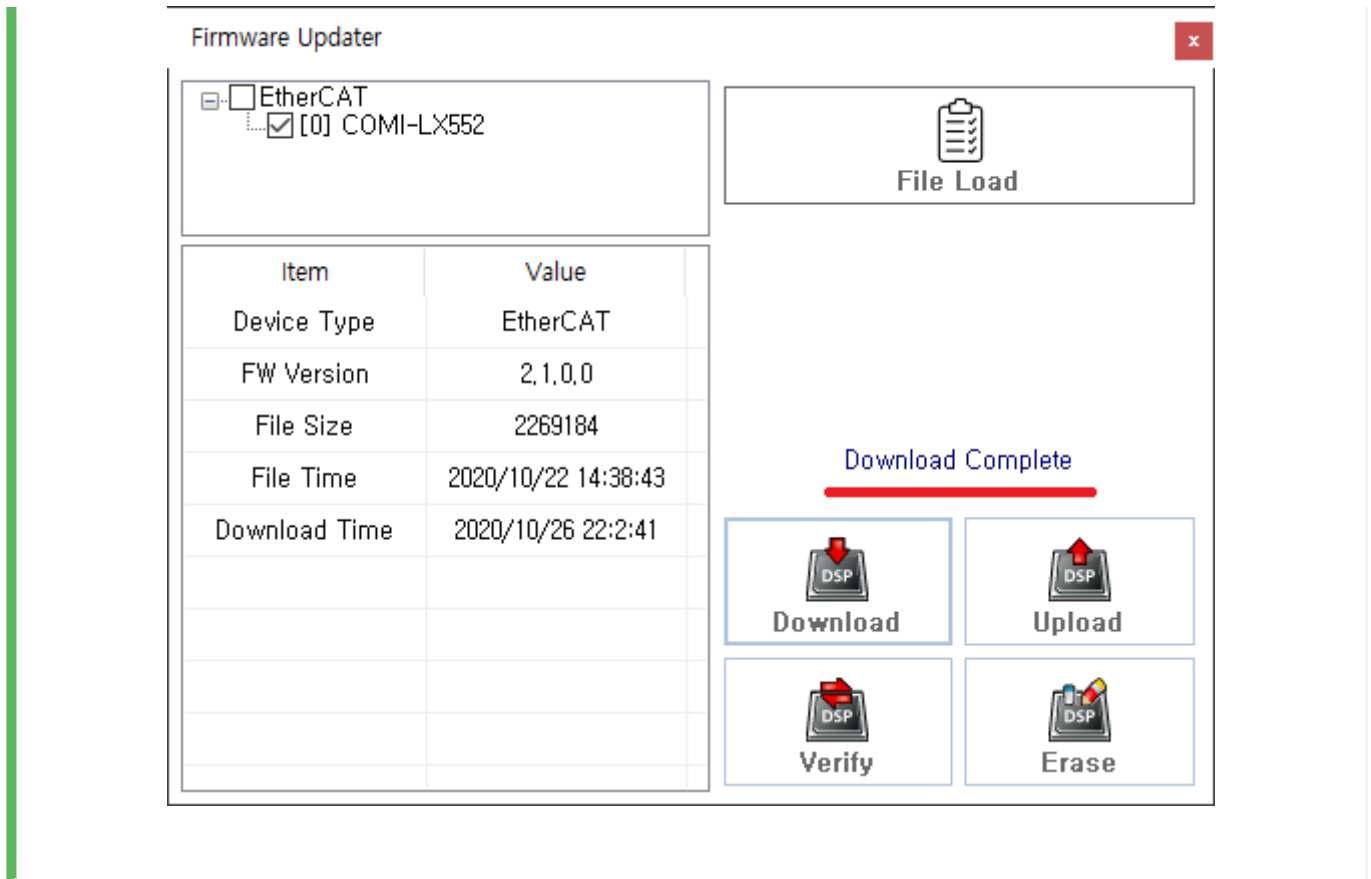 Firmware Updater
x
EtherCAT
[0] COMI-LX552
File Load
Item Value
Device Type EtherCAT
FW Version 2,1,0,0
File Size 2269184
File Time 2020/10/22 14:38:43
Download Time 2020/10/26 22:2:41
Download Complete
DSP DSP
Download Upload
DSP DSP
Verify Erase